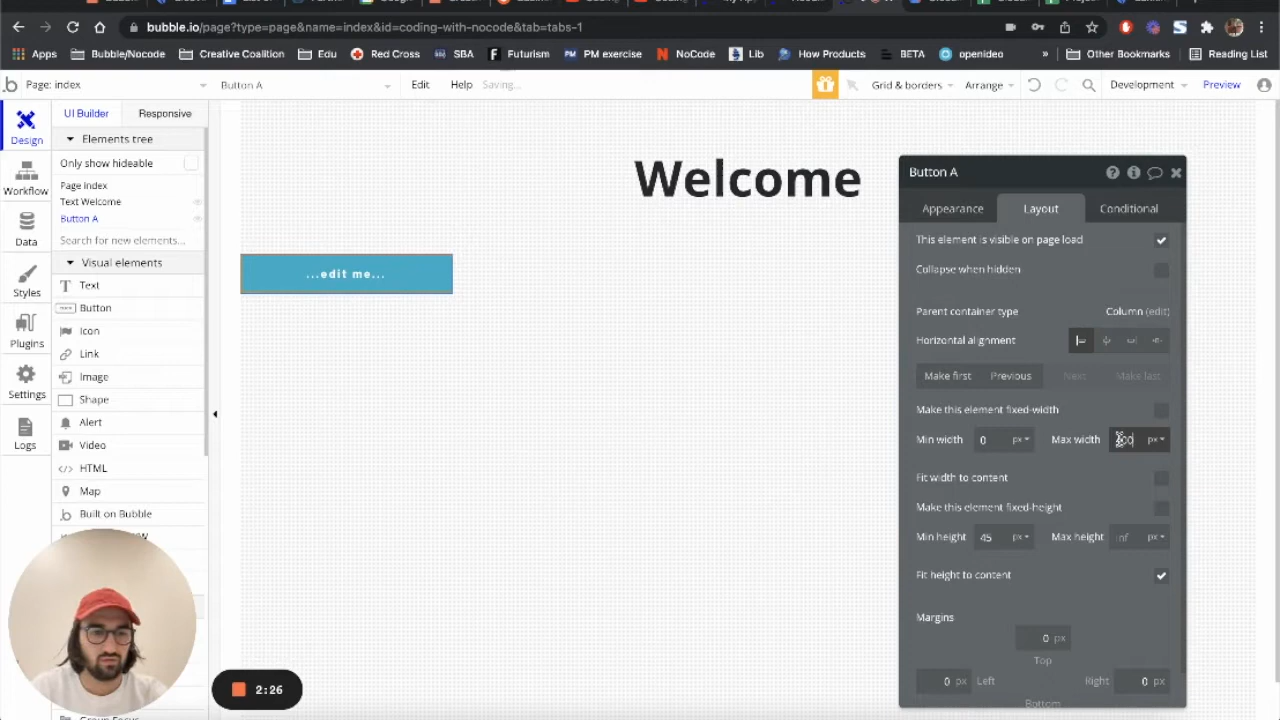 bubble.io/page?type=page&name=index&id=coding-with-nocode&tab=tabs-1
Apps Bubble/Nocode Creative Coalition Edu Red Cross SBA Futurism PM exercise NoCode Lib How Products BETA openideo » Other Bookmarks Reading List
Page: index Button A Edit Help Saving... Grid & borders Arrange Development Preview
Design
Workflow
Data
Styles
Plugins
Settings
Logs
UI Builder Responsive
Elements tree
Only show hideable
Page Index
Text Welcome
Button A
Search for new elements...
Visual elements
Text
Button
Icon
Link
Image
Shape
Alert
Video
HTML
Map
Built on Bubble
Welcome
...edit me...
Button A
Appearance Layout Conditional
This element is visible on page load
Collapse when hidden
Parent container type Column (edit)
Horizontal alignment
Make first Previous Next Make last
Make this element fixed-width
Min width 0 px Max width px
Fit width to content
Make this element fixed-height
Min height 45 px Max height inf px
Fit height to content
Margins
0 px
Top
0 px Left Right 0 px
Bottom
2:26